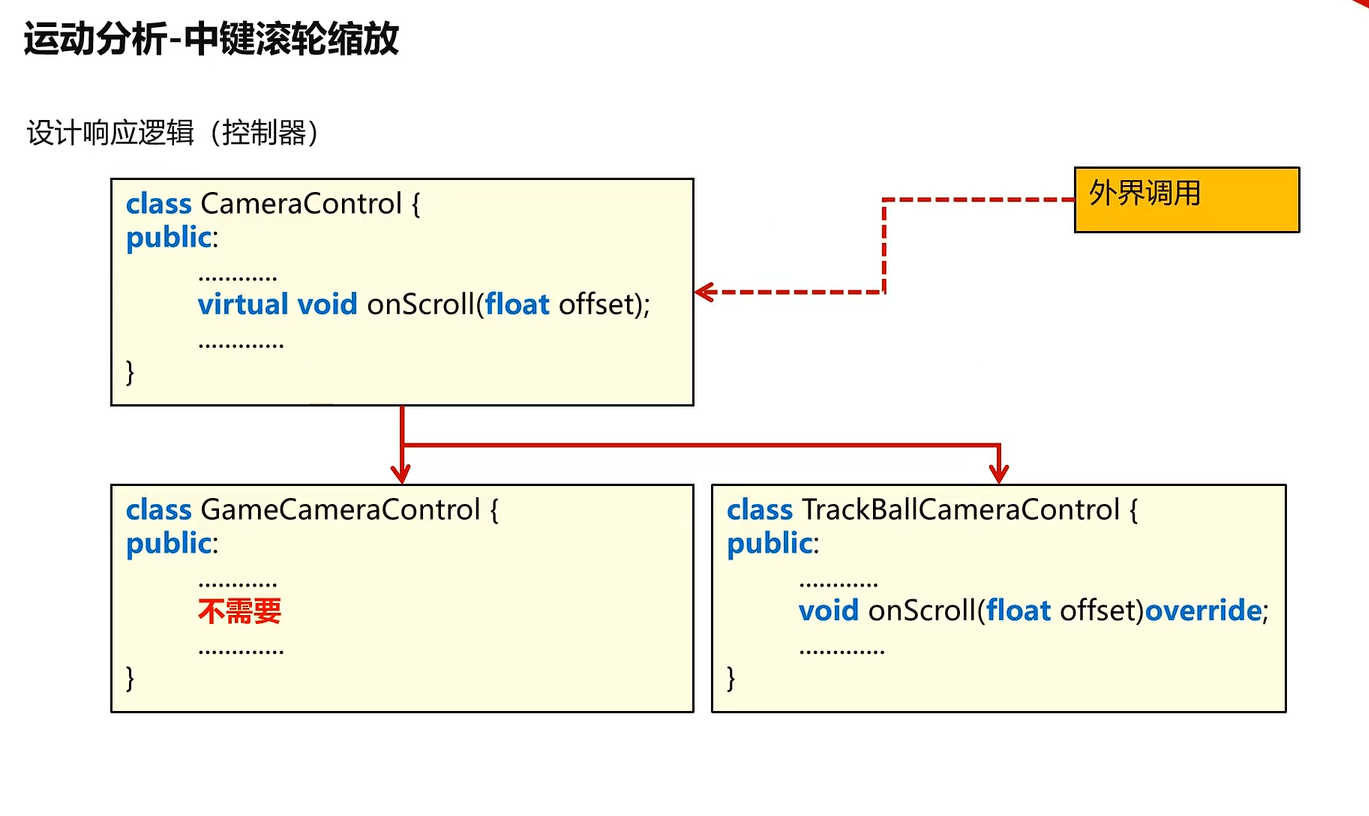 运动分析-中键滚轮缩放
设计响应逻辑（控制器）
class CameraControl {
public:
............
virtual void onScroll(float offset);
.............
}
外界调用
class GameCameraControl {
public:
............
不需要
.............
}
class TrackBallCameraControl {
public:
............
void onScroll(float offset)override;
.............
}